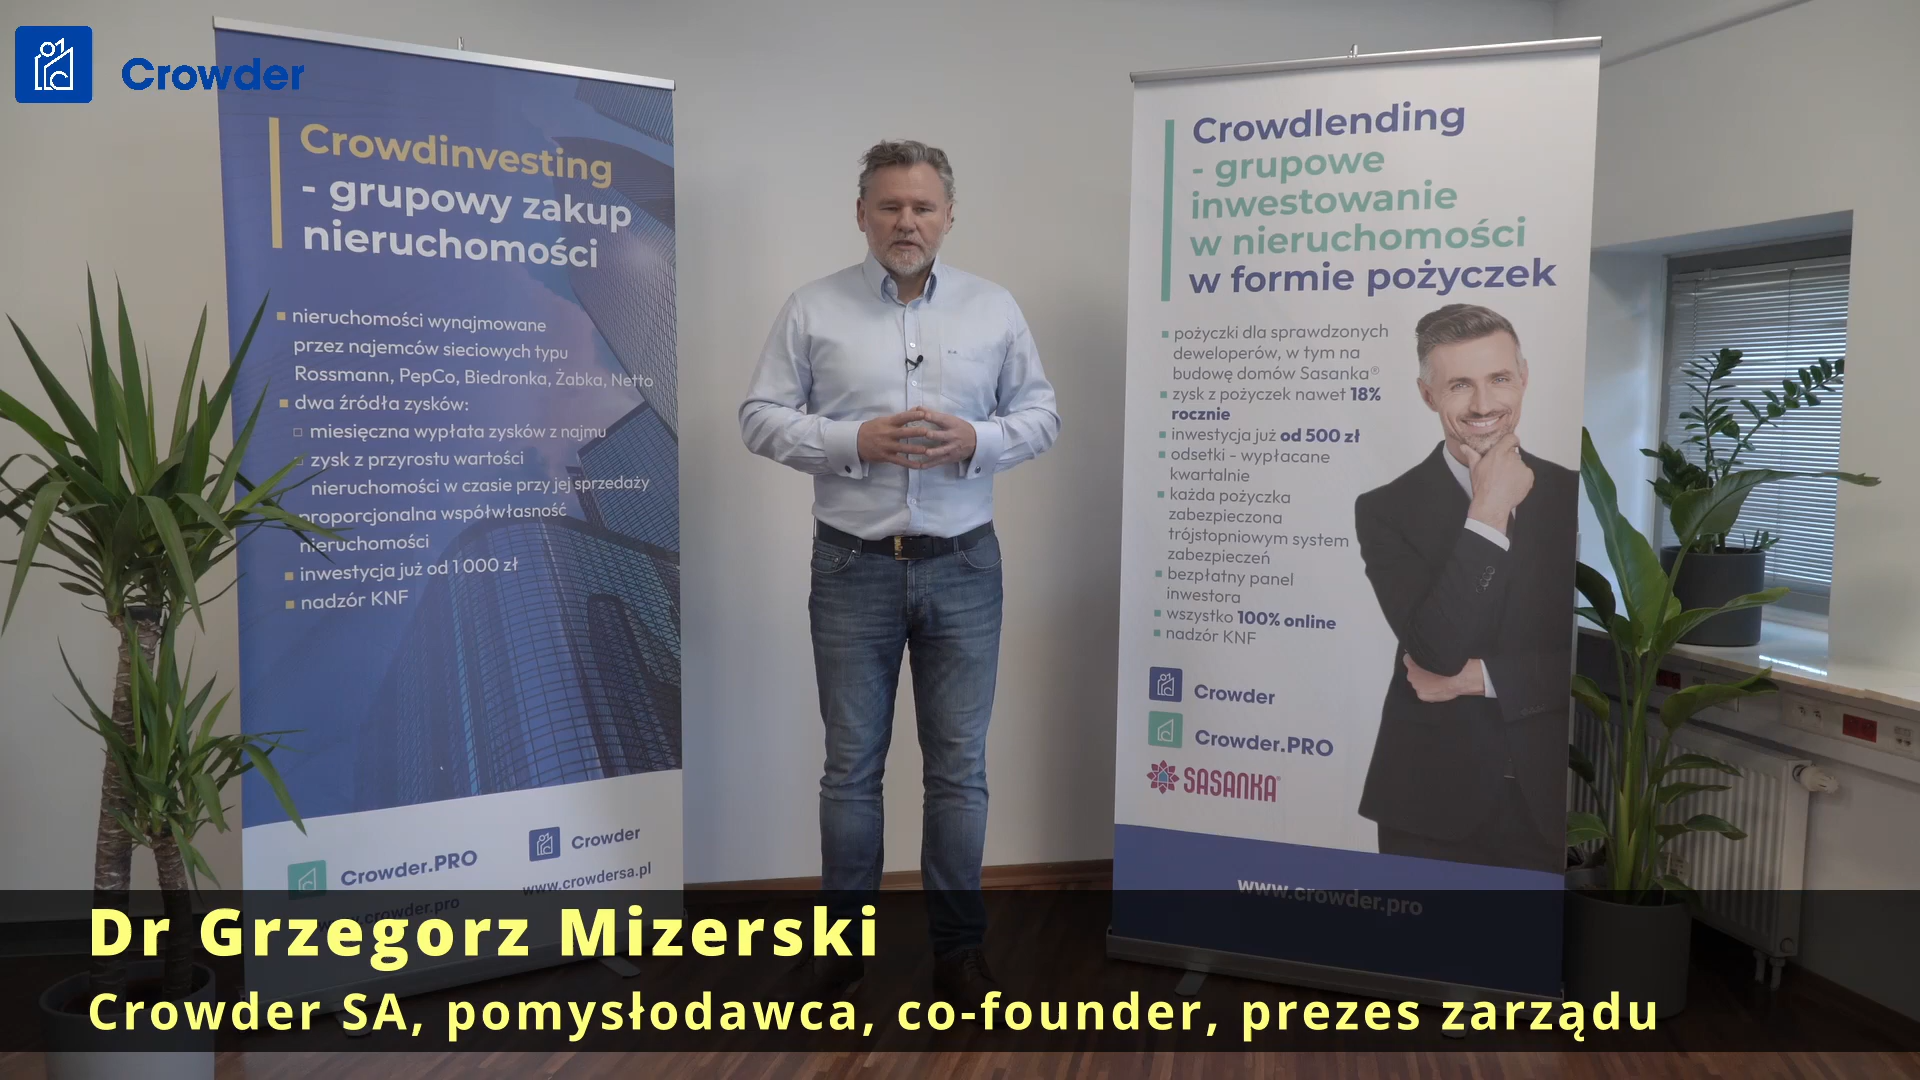 Crowder
Crowdinvesting
- grupowy zakup
nieruchomości
nieruchomości wynajmowane
przez najemców sieciowych typu
Rossmann, PepCo, Biedronka, Żabka, Netto
dwa źródła zysków:
miesięczna wypłata zysków z najmu
zysk z przyrostu wartości
nieruchomości w czasie przy jej sprzedaży
proporcjonalna współwłasność
nieruchomości
inwestycja już od 1 000 zł
nadzór KNF
Crowder.PRO
Crowder
www.crowdersa.pl
www.crowder.pro
Crowdlending
- grupowe
inwestowanie
w nieruchomości
w formie pożyczek
pożyczki dla sprawdzonych
deweloperów, w tym na
budowę domów Sasanka®
zysk z pożyczek nawet 18%
rocznie
inwestycja już od 500 zł
odsetki - wypłacane
kwartalnie
każda pożyczka
zabezpieczona
trójstopniowym system
zabezpieczeń
bezpłatny panel
inwestora
wszystko 100% online
nadzór KNF
Crowder
Crowder.PRO
SASANKA®
www.crowder.pro
Dr Grzegorz Mizerski
Crowder SA, pomysłodawca, co-founder, prezes zarządu